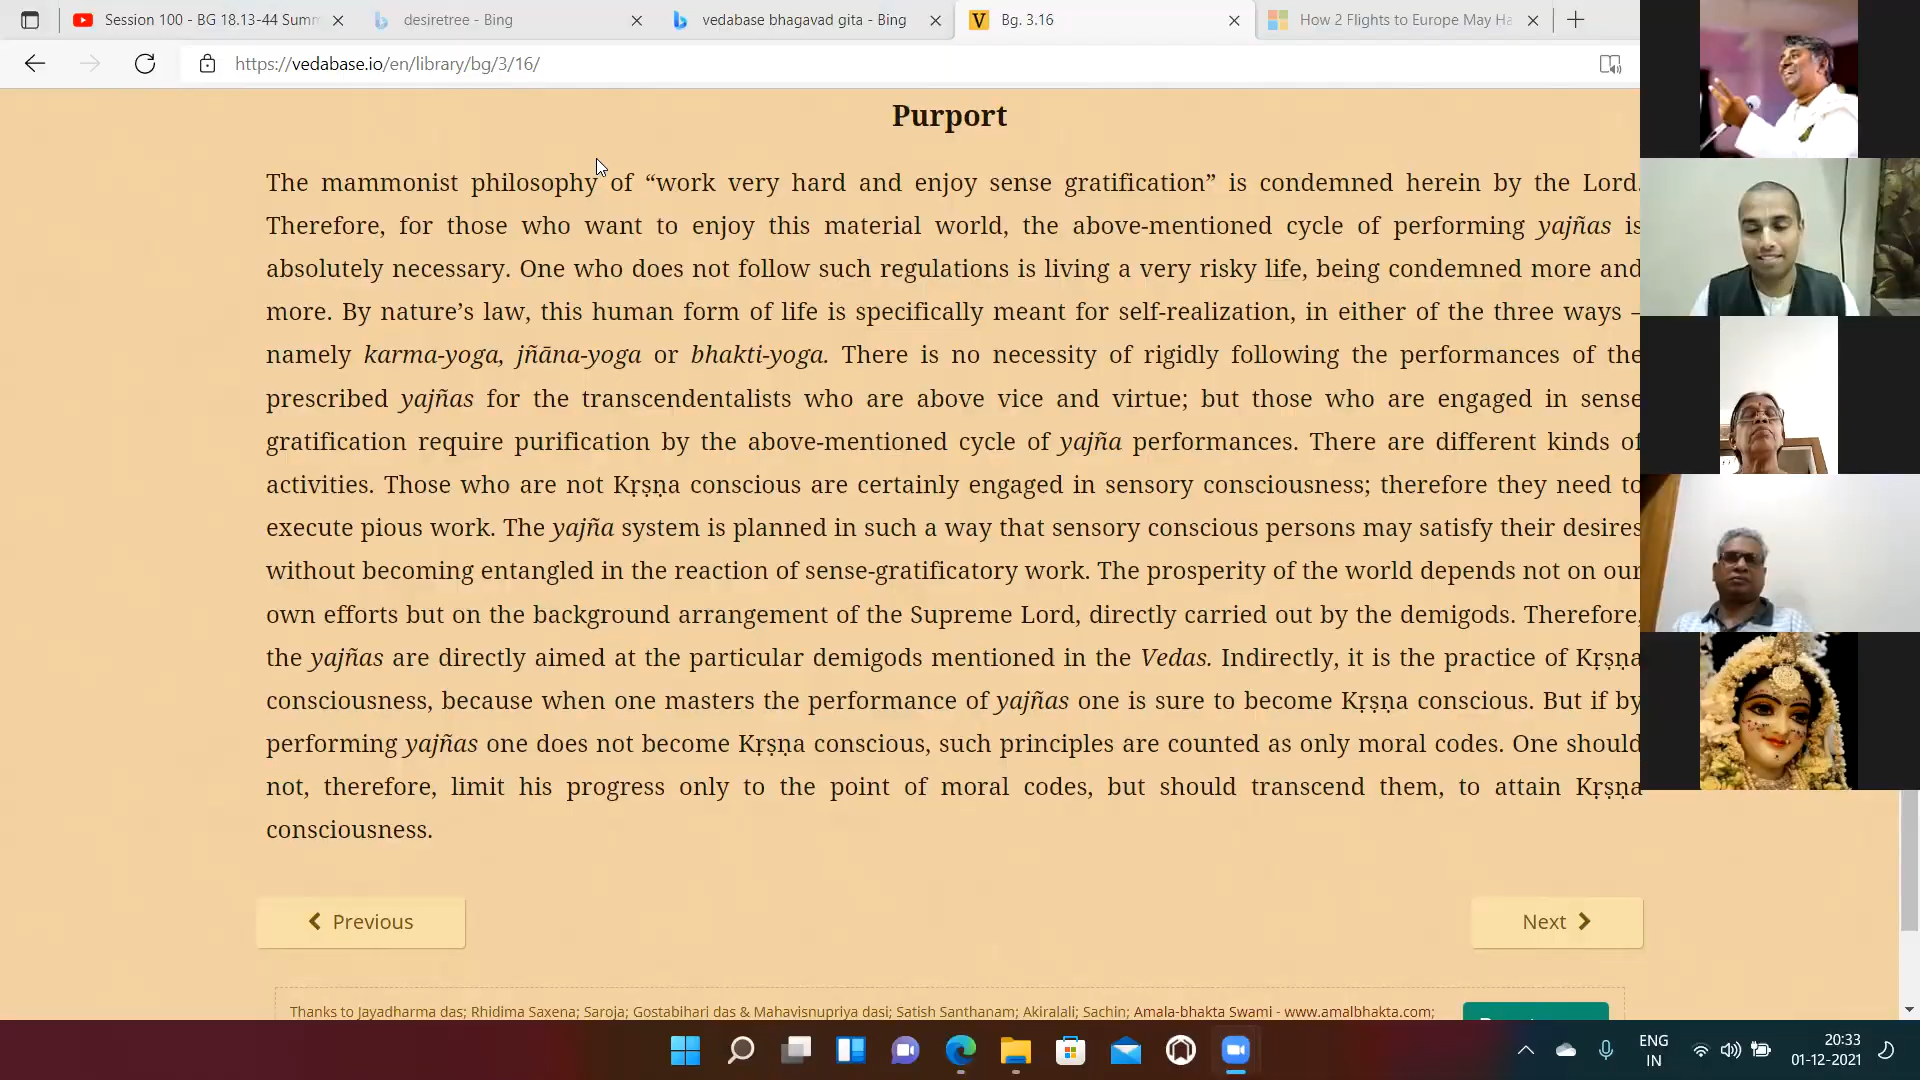 Session 100 - BG 18.13-44 Summ
desiretree - Bing
vedabase bhagavad gita - Bing
Bg. 3.16
How 2 Flights to Europe May Ha
https://vedabase.io/en/library/bg/3/16/
Purport
The mammonist philosophy of “work very hard and enjoy sense gratification” is condemned herein by the Lord.
Therefore, for those who want to enjoy this material world, the above-mentioned cycle of performing yajñas is
absolutely necessary. One who does not follow such regulations is living a very risky life, being condemned more and
more. By nature’s law, this human form of life is specifically meant for self-realization, in either of the three ways –
namely karma-yoga, jñāna-yoga or bhakti-yoga. There is no necessity of rigidly following the performances of the
prescribed yajñas for the transcendentalists who are above vice and virtue; but those who are engaged in sense
gratification require purification by the above-mentioned cycle of yajña performances. There are different kinds of
activities. Those who are not Kṛṣṇa conscious are certainly engaged in sensory consciousness; therefore they need to
execute pious work. The yajña system is planned in such a way that sensory conscious persons may satisfy their desires
without becoming entangled in the reaction of sense-gratificatory work. The prosperity of the world depends not on our
own efforts but on the background arrangement of the Supreme Lord, directly carried out by the demigods. Therefore,
the yajñas are directly aimed at the particular demigods mentioned in the Vedas. Indirectly, it is the practice of Kṛṣṇa
consciousness, because when one masters the performance of yajñas one is sure to become Kṛṣṇa conscious. But if by
performing yajñas one does not become Kṛṣṇa conscious, such principles are counted as only moral codes. One should
not, therefore, limit his progress only to the point of moral codes, but should transcend them, to attain Kṛṣṇa
consciousness.
Previous
Next
Thanks to Jayadharma das; Rhidima Saxena; Saroja; Gostabihari das & Mahavisnupriya dasi; Satish Santhanam; Akiralali; Sachin; Amala-bhakta Swami - www.amalbhakta.com;
ENG
IN
20:33
01-12-2021